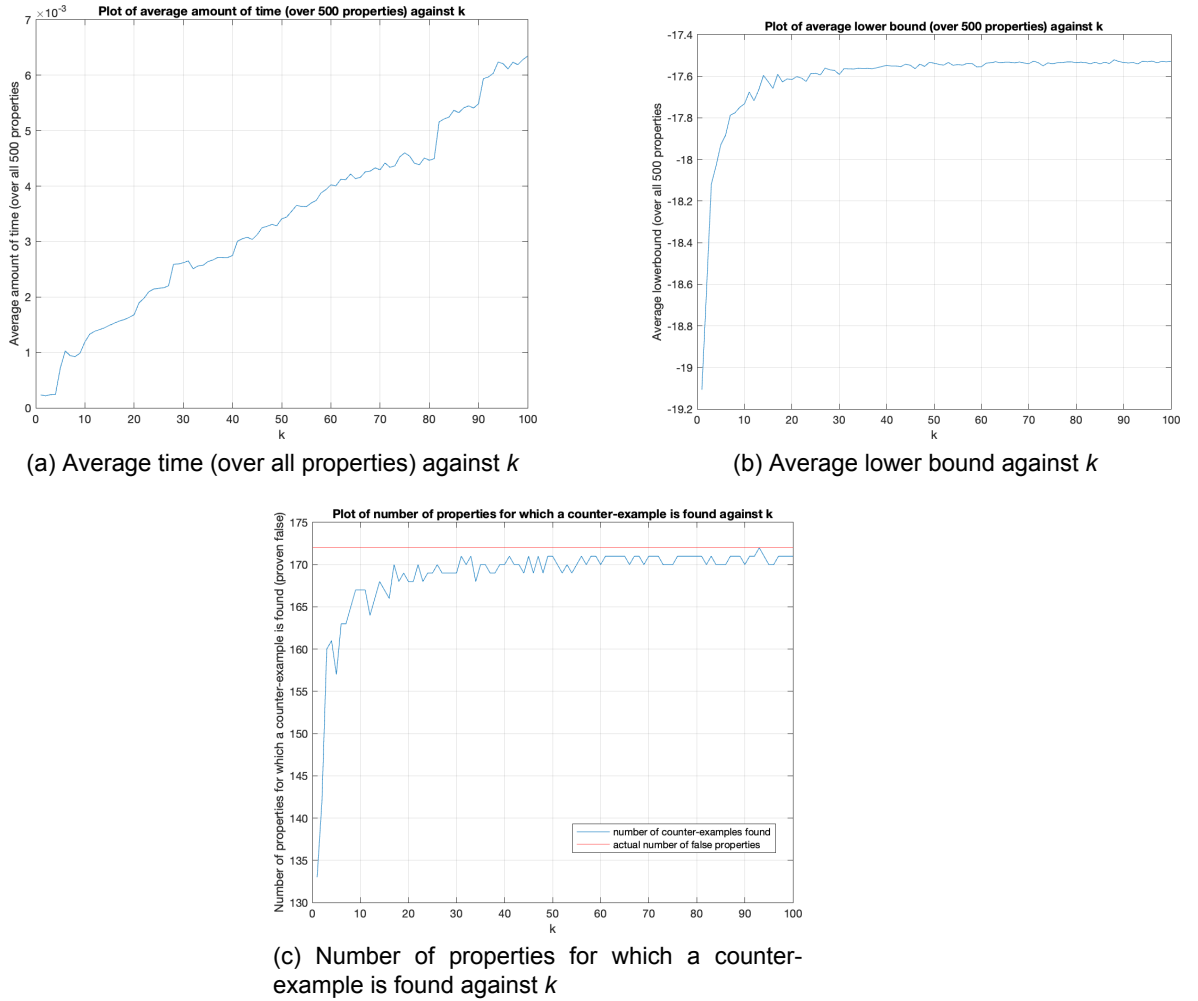 Plot of average amount of time (over 500 properties) against k
×10⁻³
7
6
5
4
3
2
1
0
0 10 20 30 40 50 60 70 80 90 100
k
Average amount of time (over all 500 properties
(a) Average time (over all properties) against k
Plot of average lower bound (over 500 properties) against k
-17.4
-17.6
-17.8
-18
-18.2
-18.4
-18.6
-18.8
-19
-19.2
0 10 20 30 40 50 60 70 80 90 100
k
Average lowerbound (over all 500 properties
(b) Average lower bound against k
Plot of number of properties for which a counter-example is found against k
175
170
165
160
155
150
145
140
135
130
0 10 20 30 40 50 60 70 80 90 100
k
Number of properties for which a counter-example is found (proven false)
number of counter-examples found
actual number of false properties
(c) Number of properties for which a counter-
example is found against k